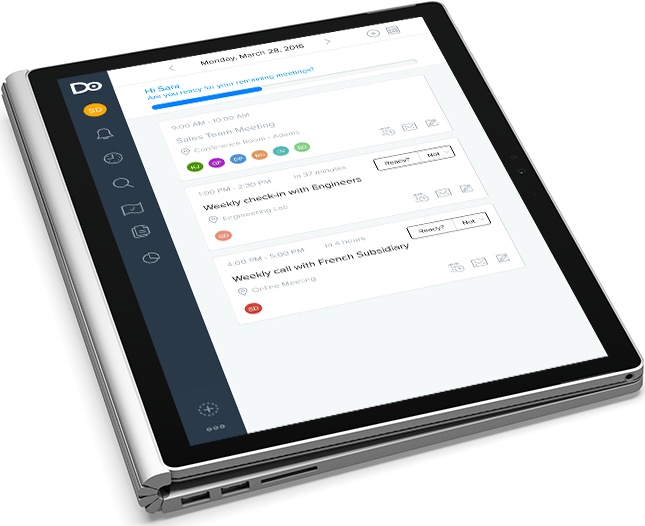 Do
Monday, March 28, 2016
SD
Hi Sara
Are you ready for your remaining meetings?
9:00 AM - 10:00 AM
Sales Team Meeting
Conference Room - Adams
KJ DP BN TN SD
1:00 PM - 2:30 PM In 37 minutes Ready? Not
Weekly check-in with Engineers
Engineering Lab
SD
4:00 PM - 5:00 PM In 4 hours Ready? Not
Weekly call with French Subsidiary
Online Meeting
SD